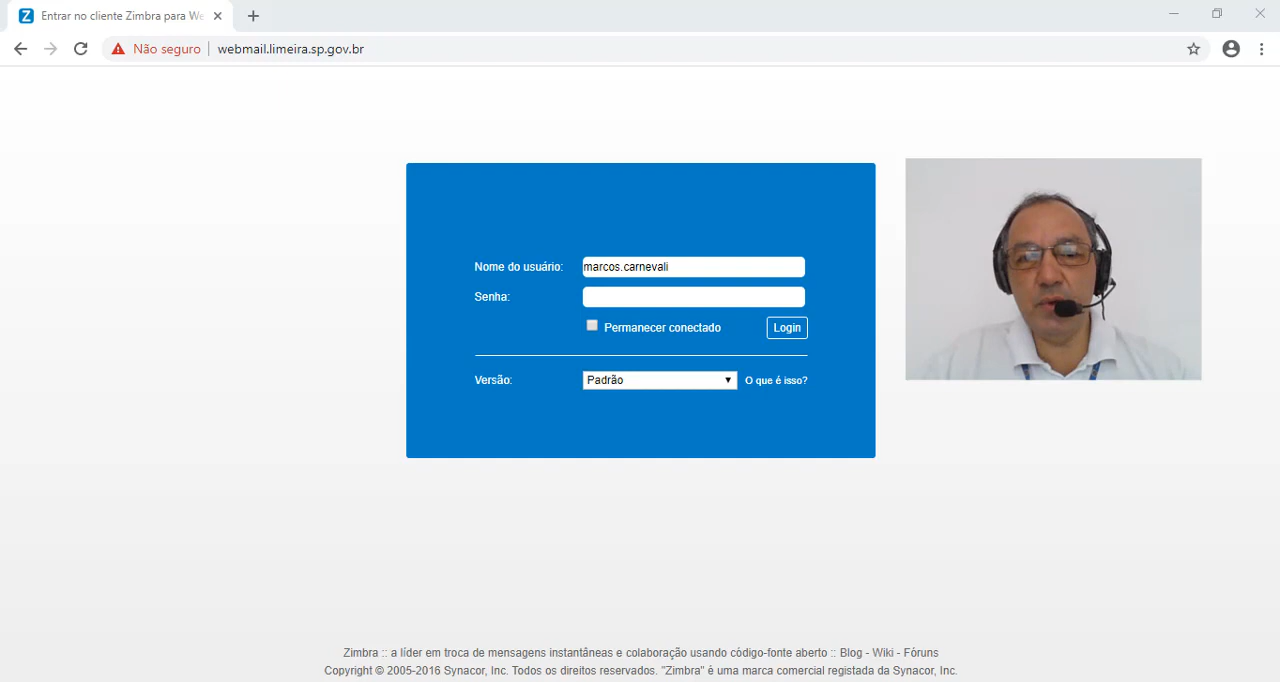 Entrar no cliente Zimbra para We
Não seguro webmail.limeira.sp.gov.br
Nome do usuário: marcos.carnevali
Senha:
Permanecer conectado Login
Versão: Padrão O que é isso?
Zimbra :: a líder em troca de mensagens instantâneas e colaboração usando código-fonte aberto :: Blog - Wiki - Fóruns
Copyright © 2005-2016 Synacor, Inc. Todos os direitos reservados. "Zimbra" é uma marca comercial registada da Synacor, Inc.